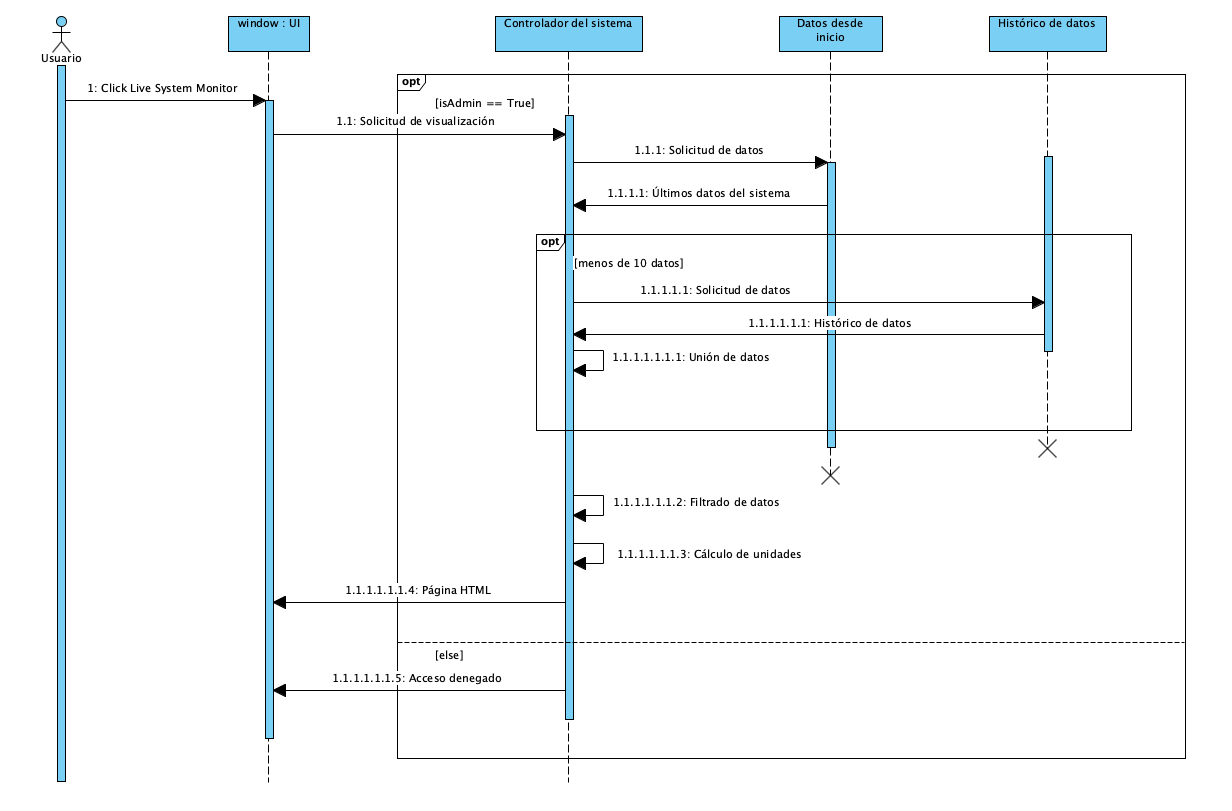 Usuario
window : UI
Controlador del sistema
Datos desde
inicio
Histórico de datos
opt
1: Click Live System Monitor
[isAdmin == True]
1.1: Solicitud de visualización
1.1.1: Solicitud de datos
1.1.1.1: Últimos datos del sistema
opt
[menos de 10 datos]
1.1.1.1.1: Solicitud de datos
1.1.1.1.1.1: Histórico de datos
1.1.1.1.1.1.1: Unión de datos
1.1.1.1.1.1.2: Filtrado de datos
1.1.1.1.1.1.3: Cálculo de unidades
1.1.1.1.1.1.4: Página HTML
[else]
1.1.1.1.1.1.5: Acceso denegado